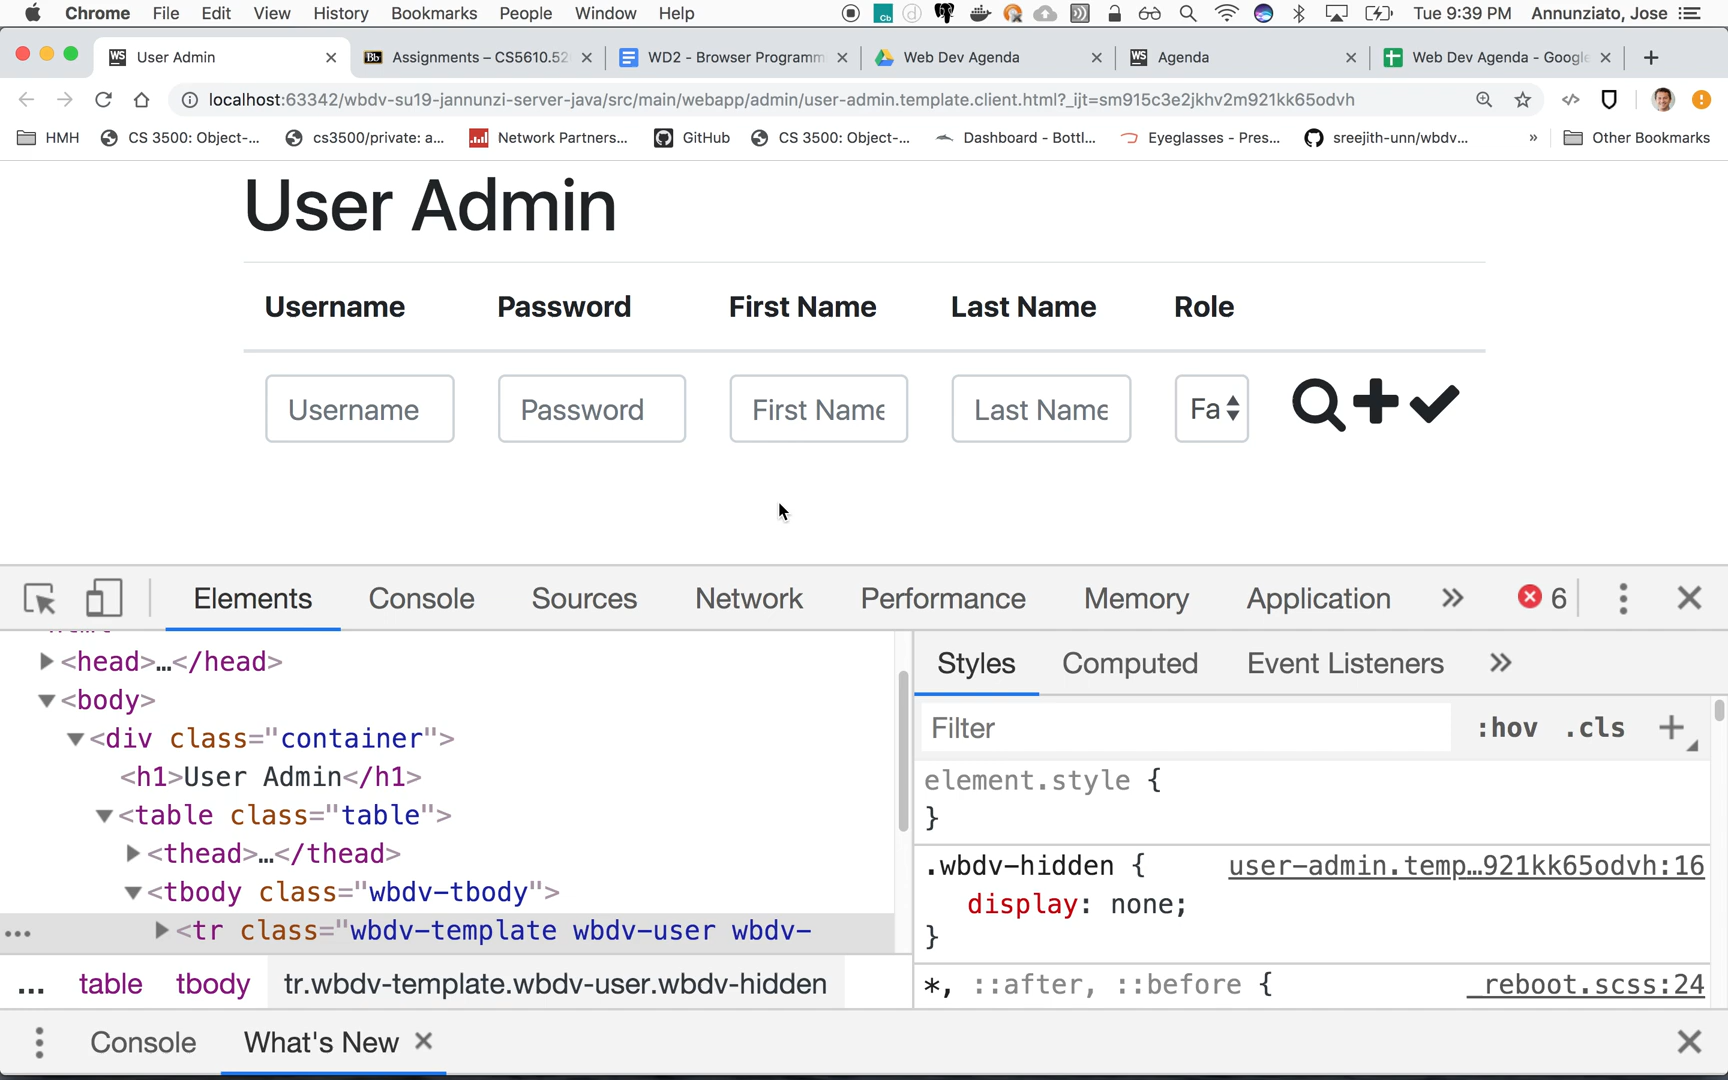 Chrome File Edit View History Bookmarks People Window Help Tue 9:39 PM Annunziato, Jose
User Admin Assignments – CS5610.52 WD2 - Browser Programm Web Dev Agenda Agenda Web Dev Agenda - Google
localhost:63342/wbdv-su19-jannunzi-server-java/src/main/webapp/admin/user-admin.template.client.html?_ijt=sm915c3e2jkhv2m921kk65odvh
HMH CS 3500: Object-... cs3500/private: a... Network Partners... GitHub CS 3500: Object-... Dashboard - Bottl... Eyeglasses - Pres... sreejith-unn/wbdv... » Other Bookmarks
User Admin
Username Password First Name Last Name Role
Username Password First Name Last Name Fa
Elements Console Sources Network Performance Memory Application » 6
<head>…</head>
<body>
<div class="container">
<h1>User Admin</h1>
<table class="table">
<thead>…</thead>
<tbody class="wbdv-tbody">
<tr class="wbdv-template wbdv-user wbdv-
... table tbody tr.wbdv-template.wbdv-user.wbdv-hidden
Styles Computed Event Listeners »
Filter :hov .cls +
element.style {
}
.wbdv-hidden { user-admin.temp…921kk65odvh:16
display: none;
}
*, ::after, ::before { _reboot.scss:24
Console What's New